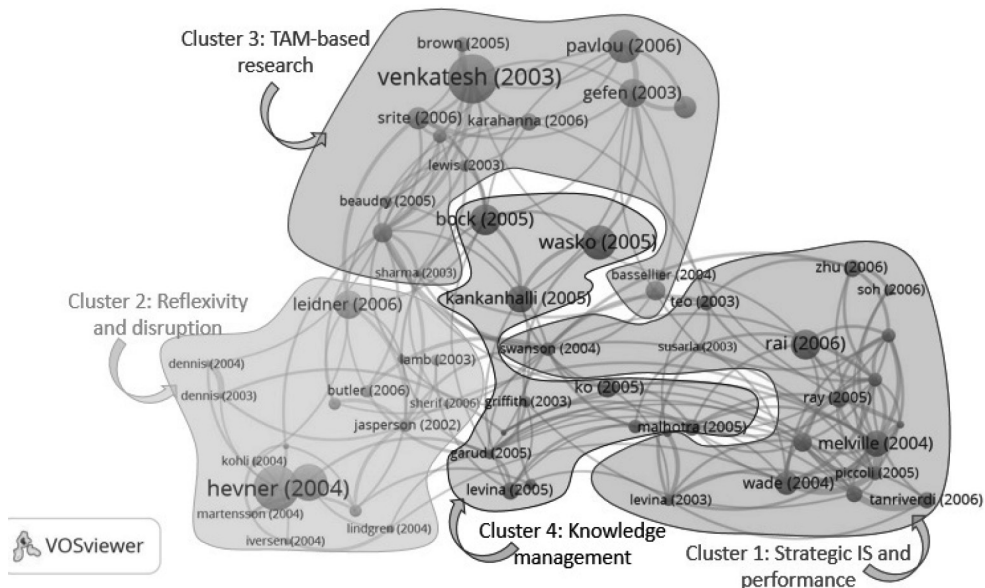 Cluster 3: TAM-based
research
brown (2005)
pavlou (2006)
venkatesh (2003)
gefen (2003)
srite (2006)
karahanna (2006)
lewis (2003)
beaudry (2005)
bock (2005)
wasko (2005)
sharma (2003)
bassellier (2004)
zhu (2006)
soh (2006)
Cluster 2: Reflexivity
and disruption
leidner (2006)
kankanhalli (2005)
teo (2003)
swanson (2004)
susarla (2003)
rai (2006)
dennis (2004)
lamb (2003)
dennis (2003)
butler (2006)
sherif (2006)
griffith (2003)
ko (2005)
ray (2005)
jasperson (2002)
malhotra (2005)
melville (2004)
garud (2005)
kohli (2004)
piccoli (2005)
hevner (2004)
levina (2005)
levina (2003)
wade (2004)
tanriverdi (2006)
martensson (2004)
lindgren (2004)
iversen (2004)
VOSviewer
Cluster 4: Knowledge
management
Cluster 1: Strategic IS and
performance